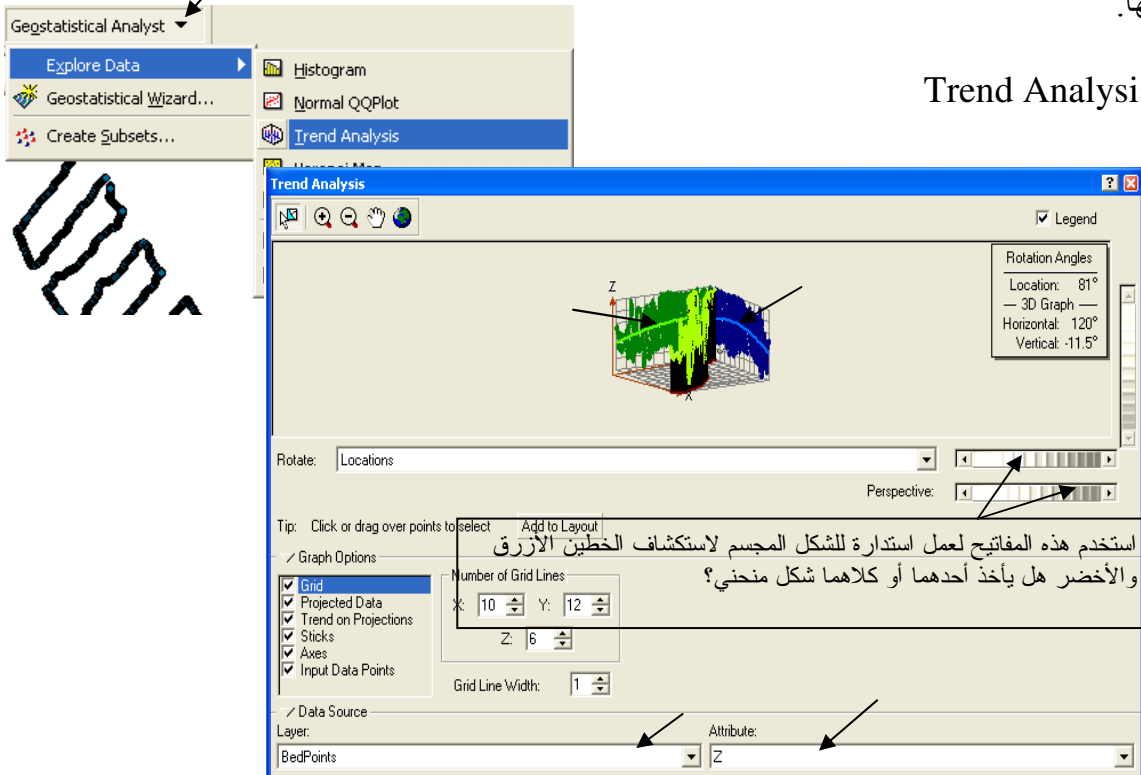 ها.
Geostatistical Analyst
Explore Data
Geostatistical Wizard...
Create Subsets...
Histogram
Normal QQPlot
Trend Analysis
Trend Analysi
Trend Analysis
Legend
Rotation Angles
Location: 81°
3D Graph
Horizontal: 120°
Vertical: -11.5°
Z
X
Rotate: Locations
Perspective:
Tip: Click or drag over points to select Add to Layout
استخدم هذه المفاتيح لعمل استدارة للشكل المجسم لاستكشاف الخطين الأزرق
والأخضر هل يأخذ أحدهما أو كلاهما شكل منحني؟
Graph Options
Grid
Projected Data
Trend on Projections
Sticks
Axes
Input Data Points
Number of Grid Lines
X: 10 Y: 12
Z: 6
Grid Line Width: 1
Data Source
Layer: Attribute:
BedPoints Z